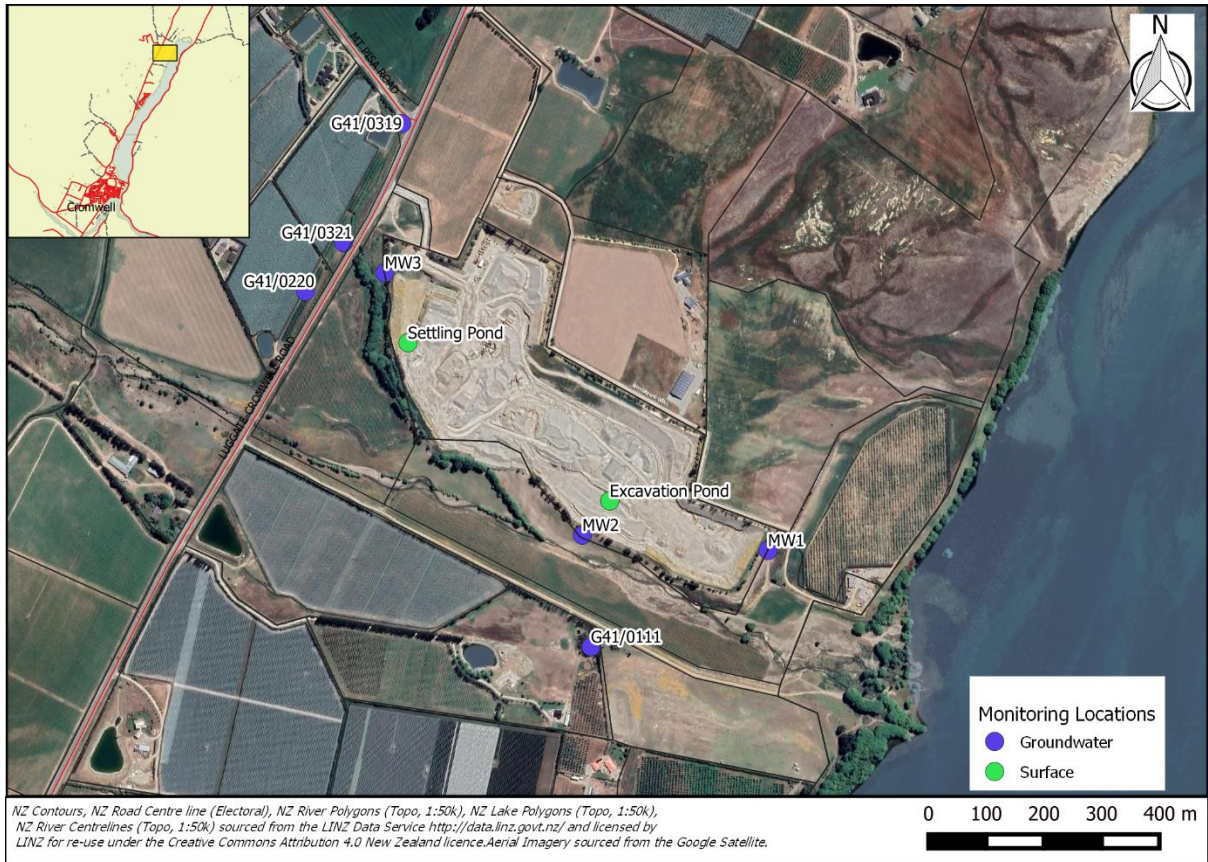 Cromwell
MT PISA ROAD
N
G41/0319
G41/0321
MW3
G41/0220
Settling Pond
LUGGATE-CROMWELL ROAD
Excavation Pond
MW2
MW1
G41/0111
Monitoring Locations
Groundwater
Surface
NZ Contours, NZ Road Centre line (Electoral), NZ River Polygons (Topo, 1:50k), NZ Lake Polygons (Topo, 1:50k),
NZ River Centrelines (Topo, 1:50k) sourced from the LINZ Data Service http://data.linz.govt.nz/ and licensed by
LINZ for re-use under the Creative Commons Attribution 4.0 New Zealand licence.Aerial Imagery sourced from the Google Satellite.
0 100 200 300 400 m